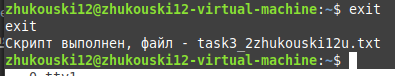 zhukouski12@zhukouski12-virtual-machine:~$ exit
exit
Скрипт выполнен, файл - task3_2zhukouski12u.txt
zhukouski12@zhukouski12-virtual-machine:~$